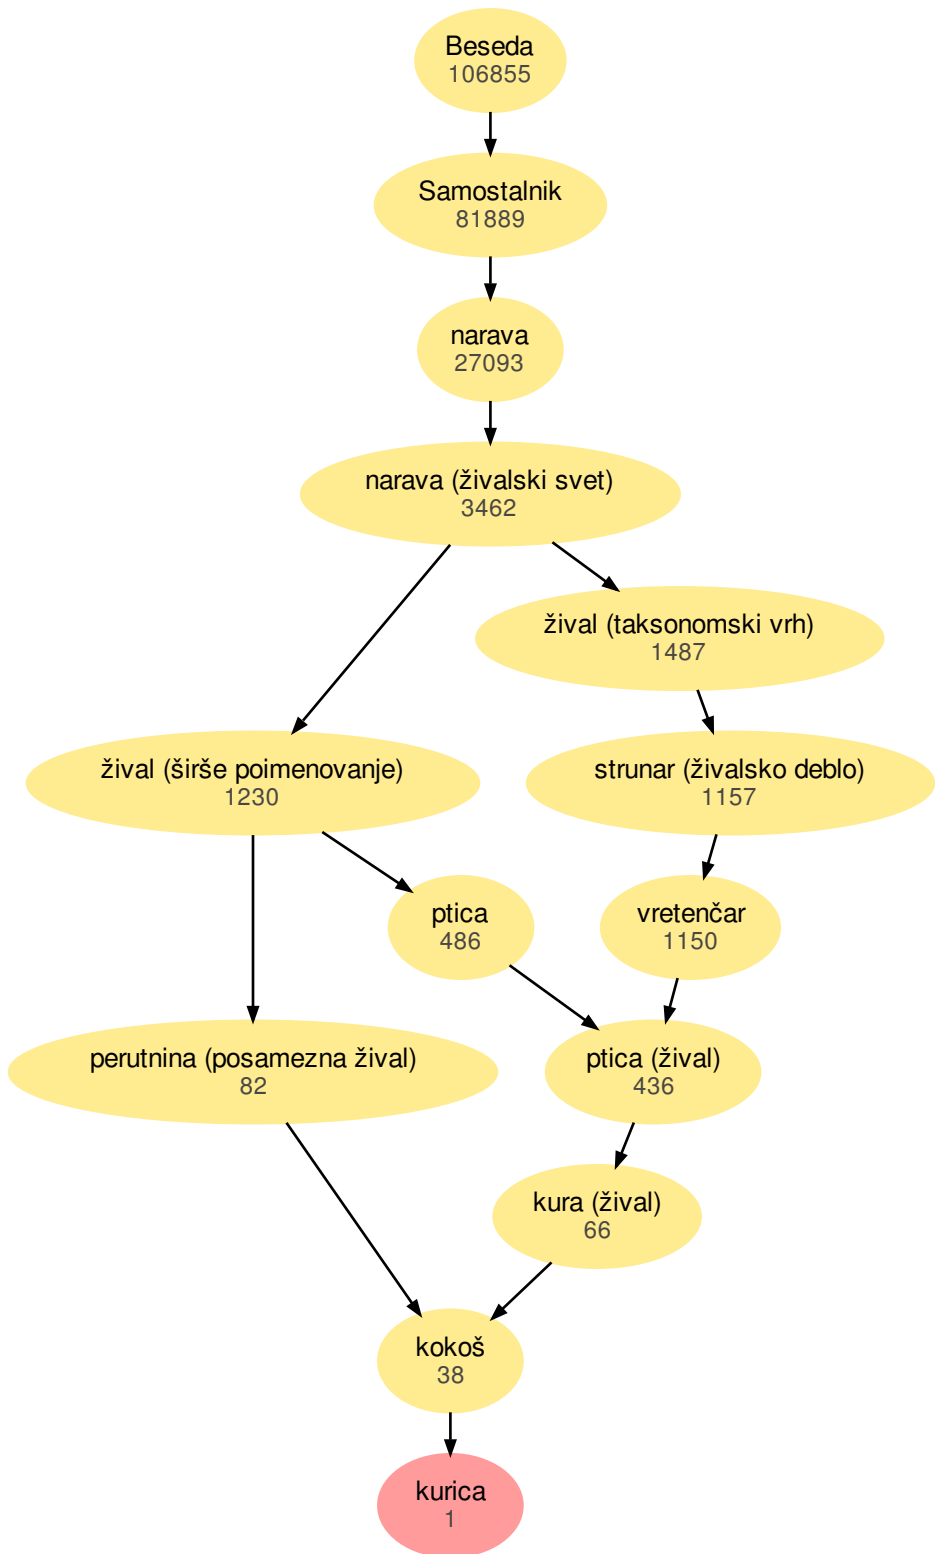 Beseda
106855
Samostalnik
81889
narava
27093
narava (živalski svet)
3462
žival (taksonomski vrh)
1487
žival (širše poimenovanje)
1230
strunar (živalsko deblo)
1157
ptica
486
vretenčar
1150
perutnina (posamezna žival)
82
ptica (žival)
436
kura (žival)
66
kokoš
38
kurica
1